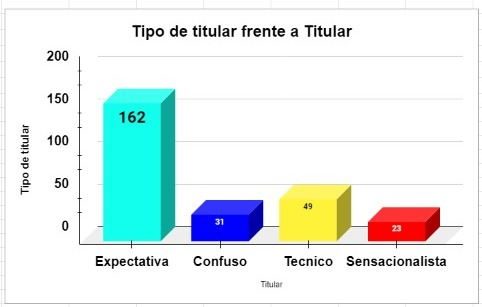 Tipo de titular frente a Titular
Tipo de titular
200
150
100
50
0
162
31
49
23
Expectativa Confuso Tecnico Sensacionalista
Titular